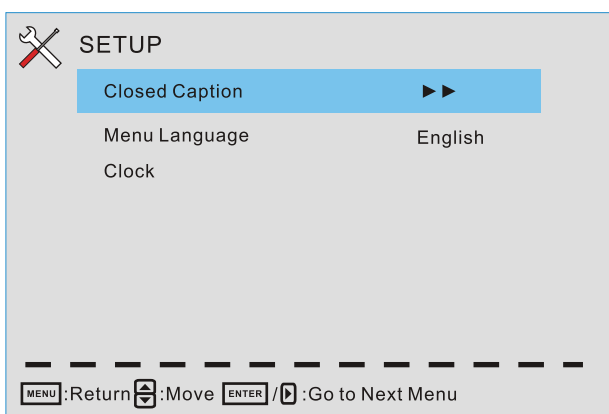 SETUP
Closed Caption ►►
Menu Language English
Clock
MENU :Return :Move ENTER / :Go to Next Menu